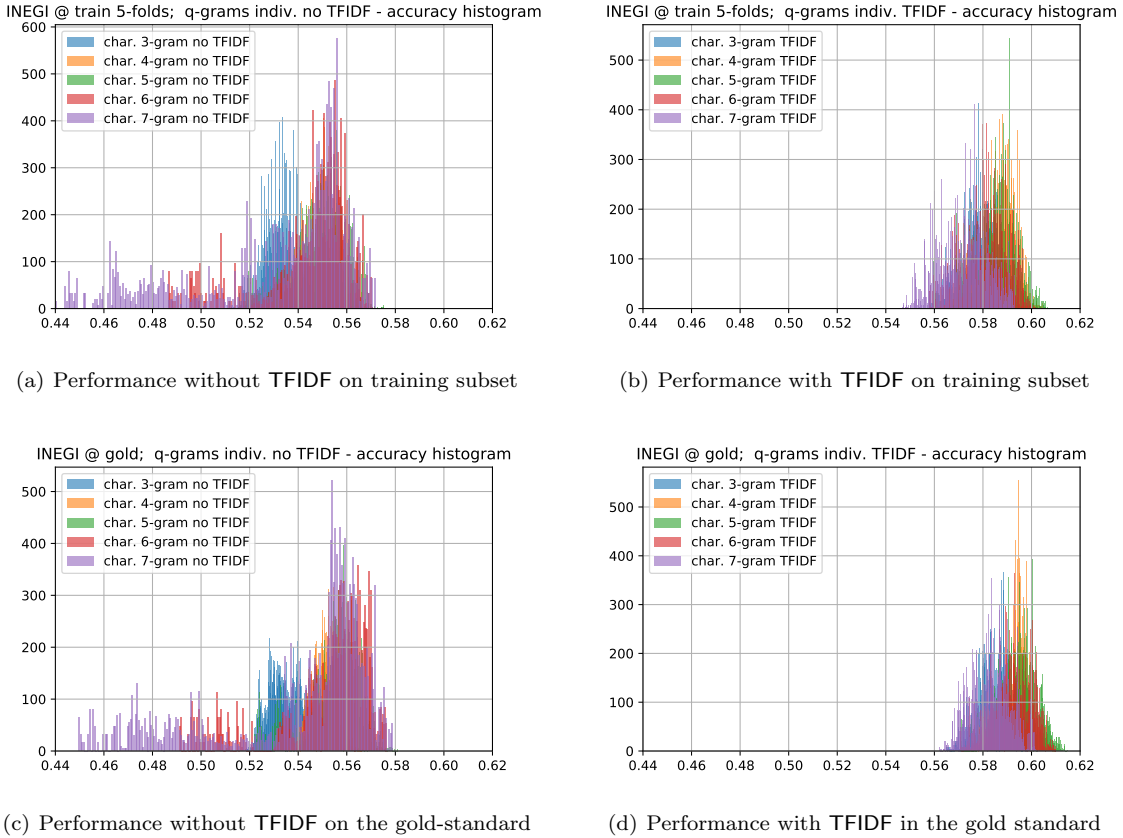 INEGI @ train 5-folds;  q-grams indiv. no TFIDF - accuracy histogram
600
500
400
300
200
100
0
char. 3-gram no TFIDF
char. 4-gram no TFIDF
char. 5-gram no TFIDF
char. 6-gram no TFIDF
char. 7-gram no TFIDF
0.44 0.46 0.48 0.50 0.52 0.54 0.56 0.58 0.60 0.62
(a) Performance without TFIDF on training subset
INEGI @ train 5-folds;  q-grams indiv. TFIDF - accuracy histogram
500
400
300
200
100
0
char. 3-gram TFIDF
char. 4-gram TFIDF
char. 5-gram TFIDF
char. 6-gram TFIDF
char. 7-gram TFIDF
0.44 0.46 0.48 0.50 0.52 0.54 0.56 0.58 0.60 0.62
(b) Performance with TFIDF on training subset
INEGI @ gold;  q-grams indiv. no TFIDF - accuracy histogram
500
400
300
200
100
0
char. 3-gram no TFIDF
char. 4-gram no TFIDF
char. 5-gram no TFIDF
char. 6-gram no TFIDF
char. 7-gram no TFIDF
0.44 0.46 0.48 0.50 0.52 0.54 0.56 0.58 0.60 0.62
(c) Performance without TFIDF on the gold-standard
INEGI @ gold;  q-grams indiv. TFIDF - accuracy histogram
500
400
300
200
100
0
char. 3-gram TFIDF
char. 4-gram TFIDF
char. 5-gram TFIDF
char. 6-gram TFIDF
char. 7-gram TFIDF
0.44 0.46 0.48 0.50 0.52 0.54 0.56 0.58 0.60 0.62
(d) Performance with TFIDF in the gold standard